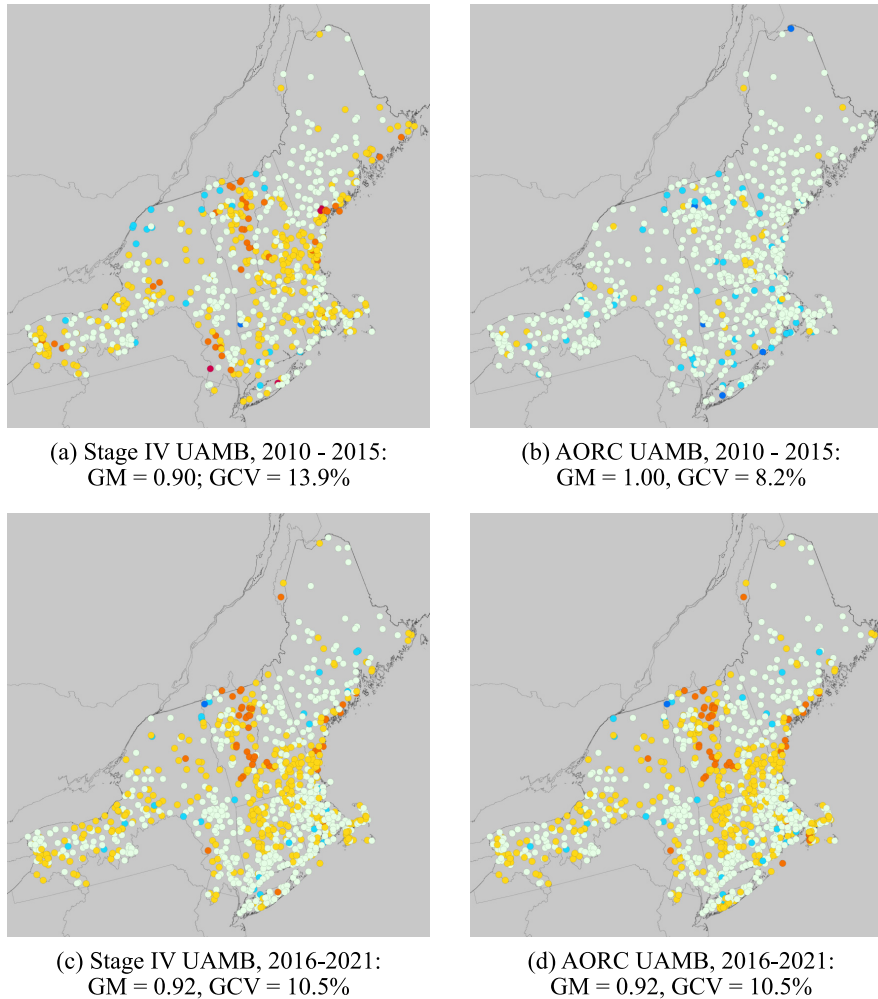 (a) Stage IV UAMB, 2010 - 2015:
GM = 0.90; GCV = 13.9%
(b) AORC UAMB, 2010 - 2015:
GM = 1.00, GCV = 8.2%
(c) Stage IV UAMB, 2016-2021:
GM = 0.92, GCV = 10.5%
(d) AORC UAMB, 2016-2021:
GM = 0.92, GCV = 10.5%